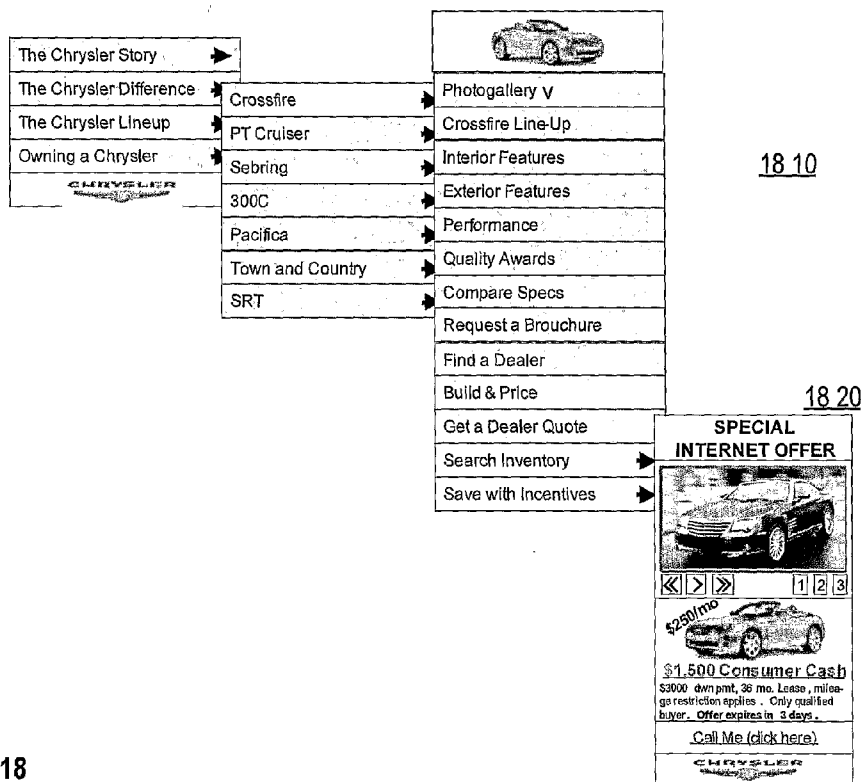 The Chrysler Story
The Chrysler Difference
The Chrysler Lineup
Owning a Chrysler
CHRYSLER
Crossfire
PT Cruiser
Sebring
300C
Pacifica
Town and Country
SRT
Photogallery v
Crossfire Line-Up
Interior Features
Exterior Features
Performance
Quality Awards
Compare Specs
Request a Brouchure
Find a Dealer
Build & Price
Get a Dealer Quote
Search Inventory
Save with Incentives
18 10
18 20
SPECIAL
INTERNET OFFER
1 2 3
$250/mo
$1,500 Consumer Cash
$3000 dwn pmt, 36 mo. Lease, milea-
ge restriction applies. Only qualified
buyer. Offer expires in 3 days.
Call Me (click here)
CHRYSLER
18